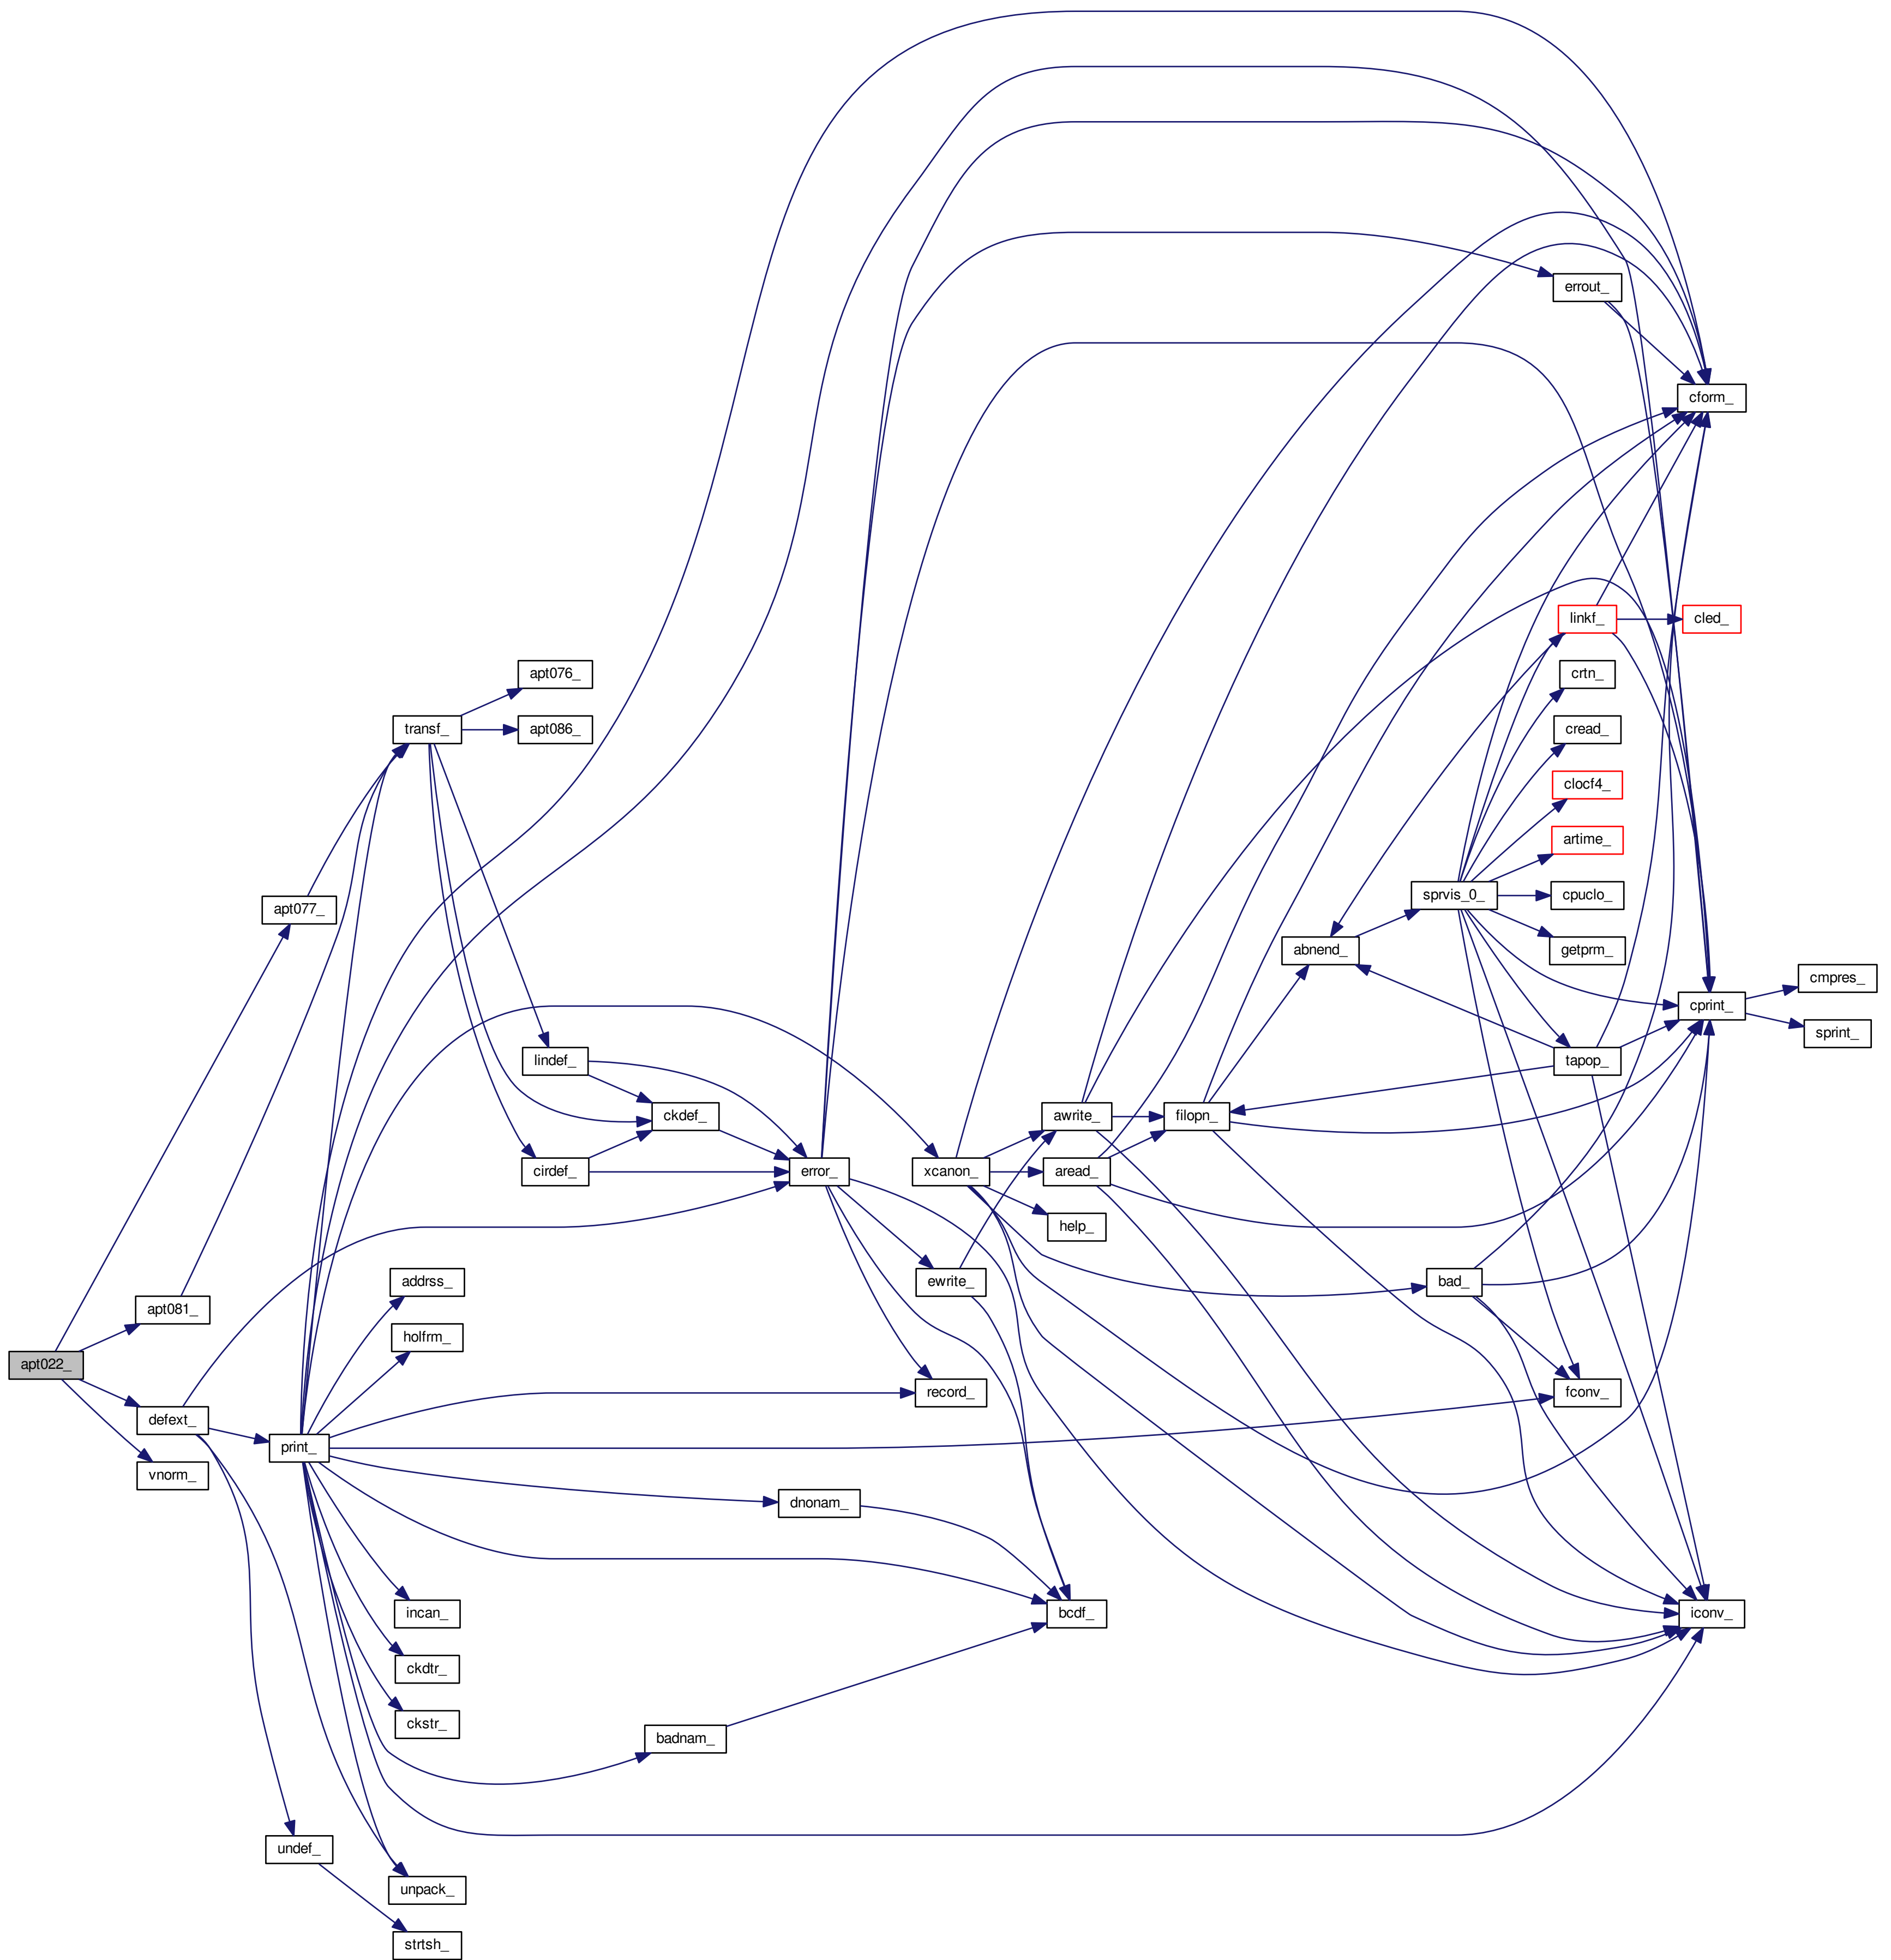 errout_
cform_
linkf_
cled_
apt076_
crtn_
transf_
apt086_
cread_
clocf4_
artime_
sprvis_0_
cpuclo_
apt077_
abnend_
getprm_
cmpres_
cprint_
sprint_
lindef_
tapop_
ckdef_
awrite_
filopn_
cirdef_
error_
xcanon_
aread_
help_
addrss_
ewrite_
bad_
apt081_
holfrm_
apt022_
record_
fconv_
defext_
print_
vnorm_
dnonam_
incan_
bcdf_
iconv_
ckdtr_
ckstr_
badnam_
undef_
unpack_
strtsh_